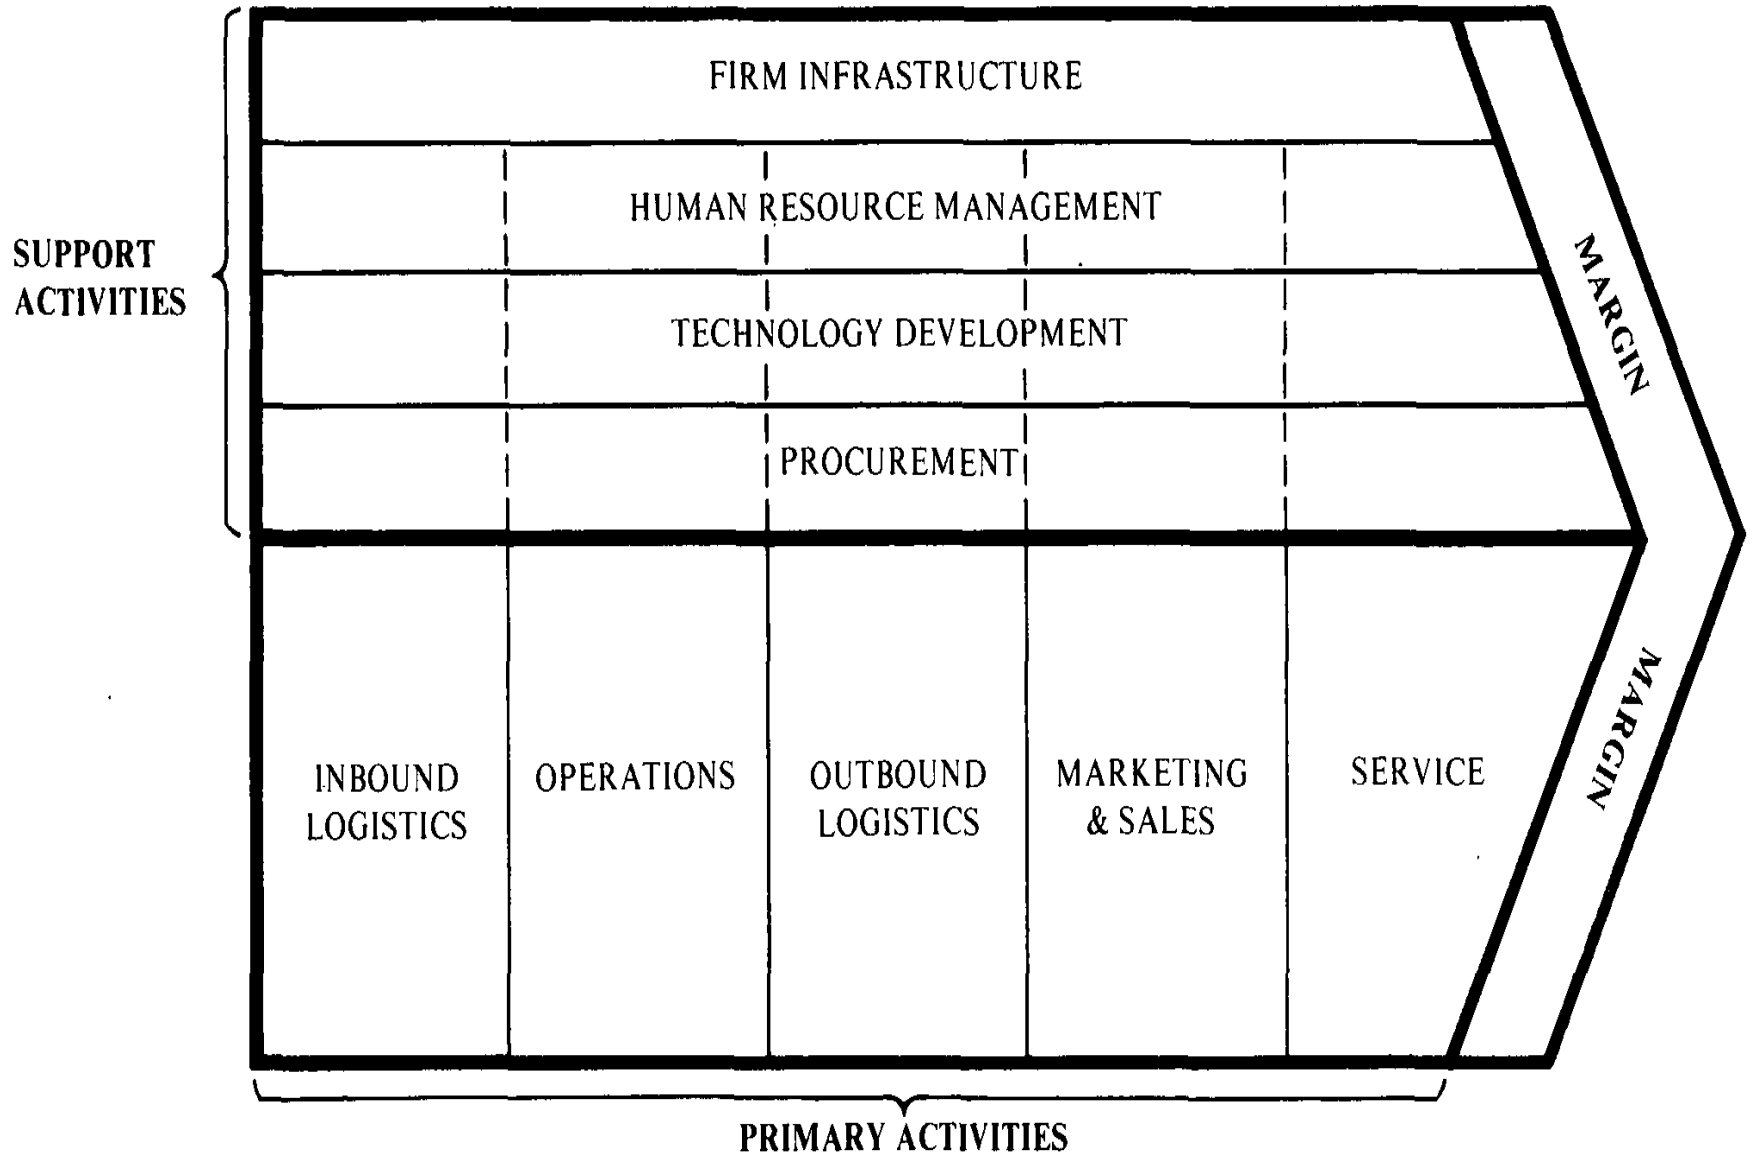 FIRM INFRASTRUCTURE
HUMAN RESOURCE MANAGEMENT
SUPPORT
ACTIVITIES
TECHNOLOGY DEVELOPMENT
PROCUREMENT
MARGIN
MARGIN
INBOUND
LOGISTICS
OPERATIONS
OUTBOUND
LOGISTICS
MARKETING
& SALES
SERVICE
PRIMARY ACTIVITIES